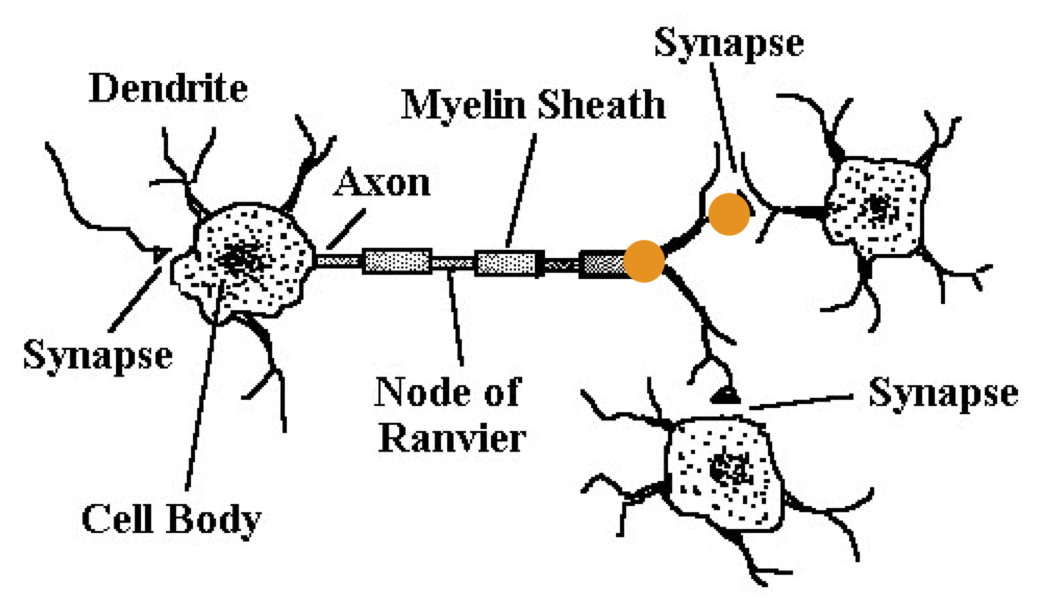 Synapse
Dendrite
Myelin Sheath
Axon
Synapse
Node of
Ranvier
Synapse
Cell Body